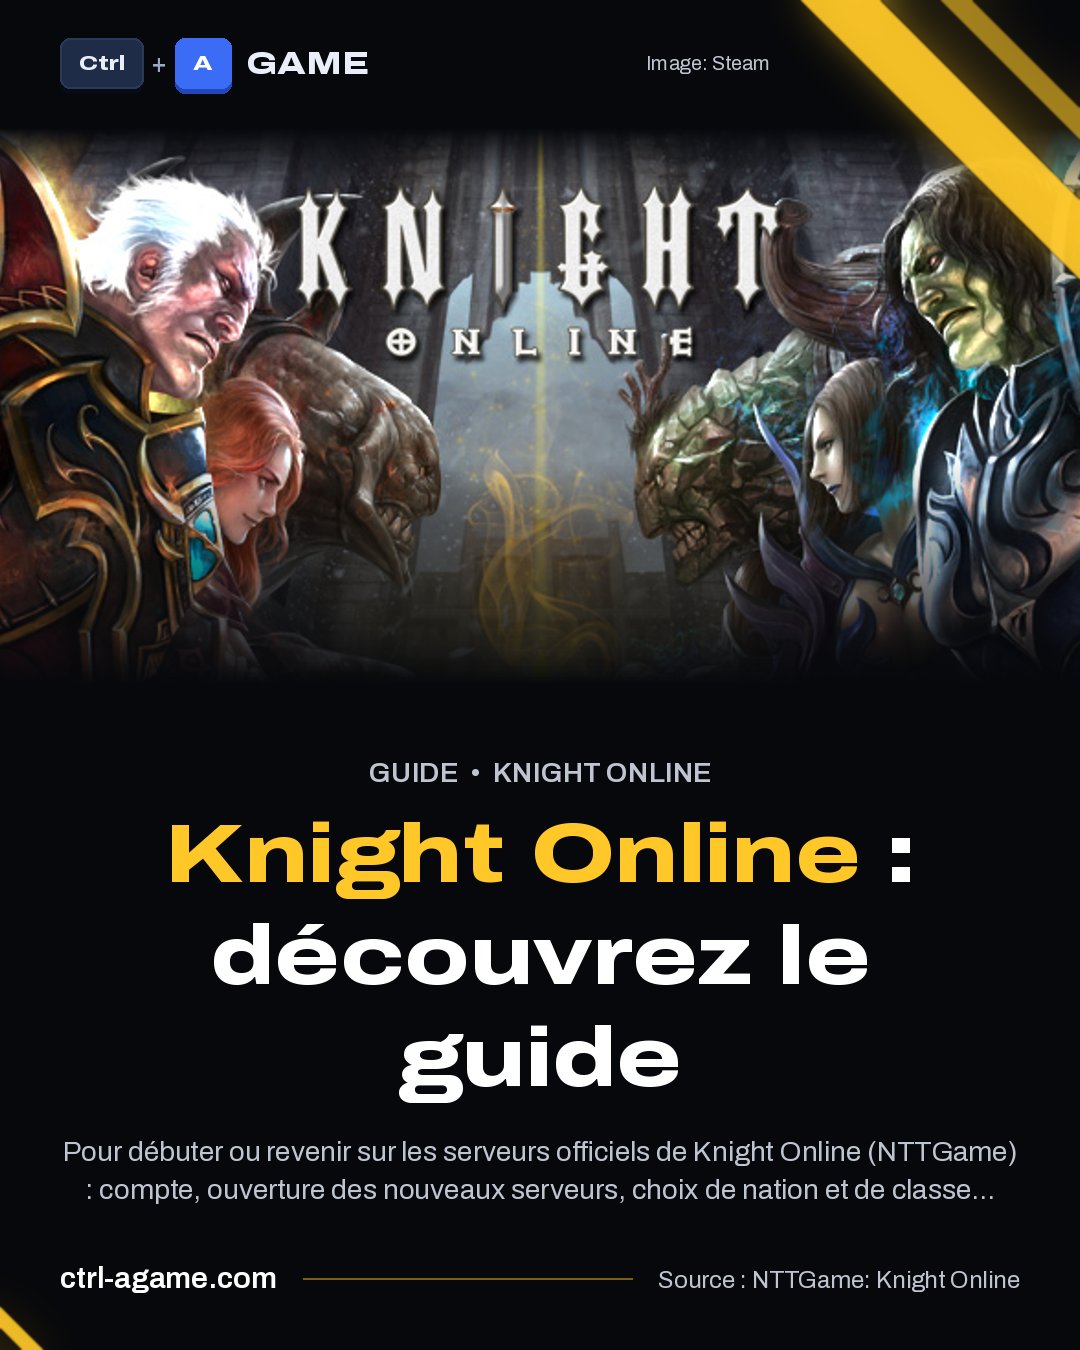 Ctrl + A GAME
Image: Steam
KNIGHT
ONLINE
GUIDE • KNIGHT ONLINE
Knight Online :
découvrez le
guide
Pour débuter ou revenir sur les serveurs officiels de Knight Online (NTTGame)
: compte, ouverture des nouveaux serveurs, choix de nation et de classe...
ctrl-agame.com
Source : NTTGame: Knight Online